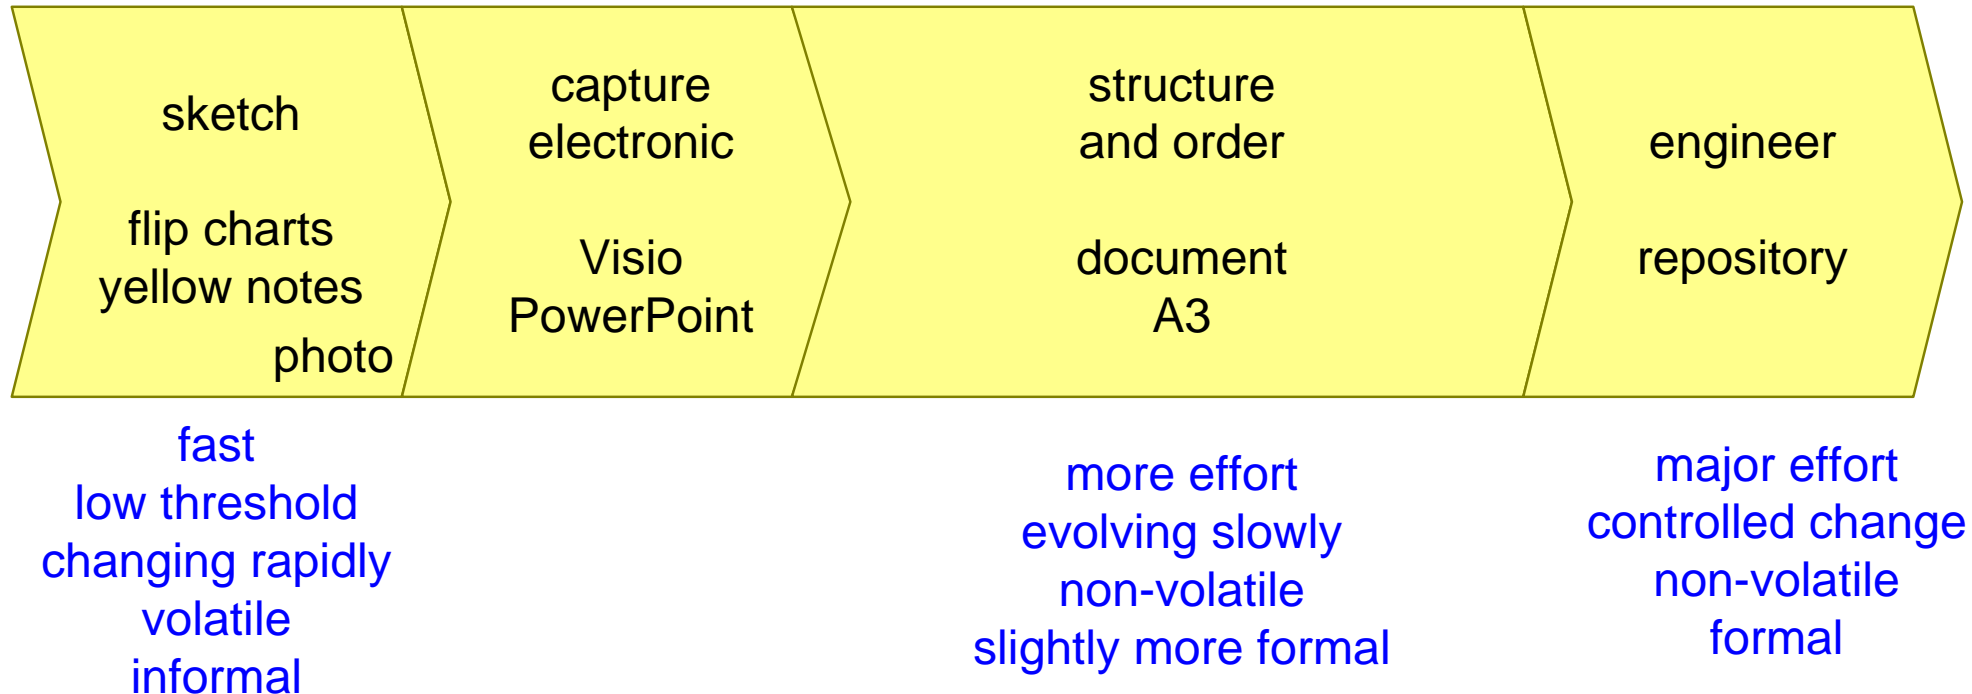 sketch
flip charts
yellow notes
photo
capture
electronic
Visio
PowerPoint
structure
and order
document
A3
engineer
repository
fast
low threshold
changing rapidly
volatile
informal
more effort
evolving slowly
non-volatile
slightly more formal
major effort
controlled change
non-volatile
formal